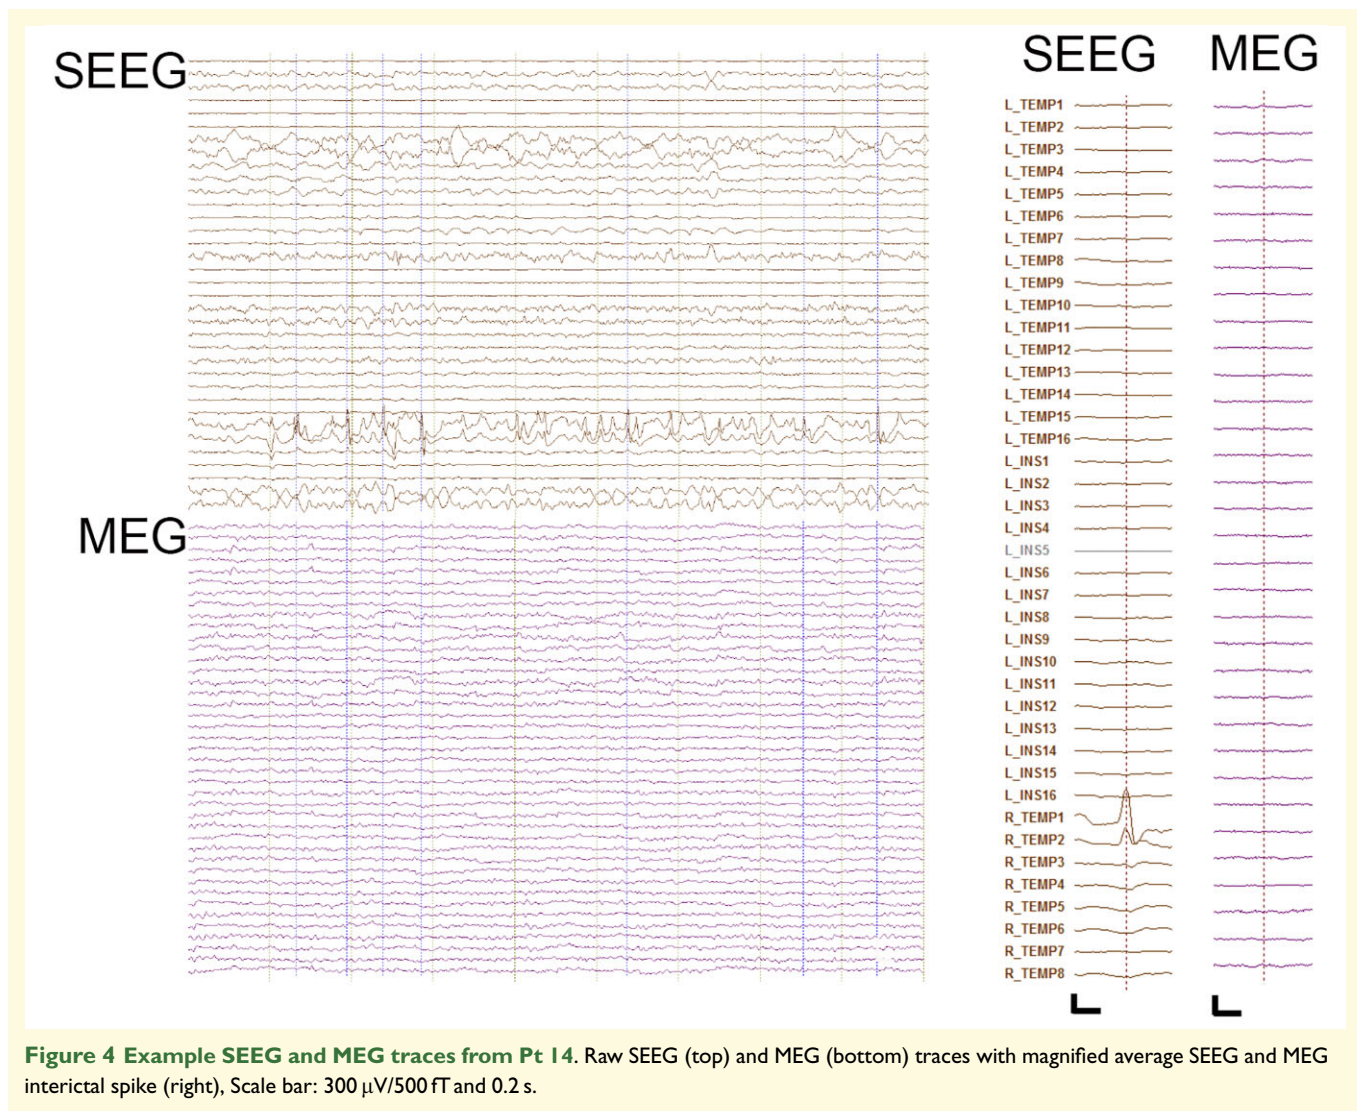 SEEG
MEG
SEEG
L_TEMP1
L_TEMP2
L_TEMP3
L_TEMP4
L_TEMP5
L_TEMP6
L_TEMP7
L_TEMP8
L_TEMP9
L_TEMP10
L_TEMP11
L_TEMP12
L_TEMP13
L_TEMP14
L_TEMP15
L_TEMP16
L_INS1
L_INS2
L_INS3
L_INS4
L_INS5
L_INS6
L_INS7
L_INS8
L_INS9
L_INS10
L_INS11
L_INS12
L_INS13
L_INS14
L_INS15
L_INS16
R_TEMP1
R_TEMP2
R_TEMP3
R_TEMP4
R_TEMP5
R_TEMP6
R_TEMP7
R_TEMP8
MEG
Figure 4 Example SEEG and MEG traces from Pt 14. Raw SEEG (top) and MEG (bottom) traces with magnified average SEEG and MEG
interictal spike (right), Scale bar: 300 μV/500 fT and 0.2 s.